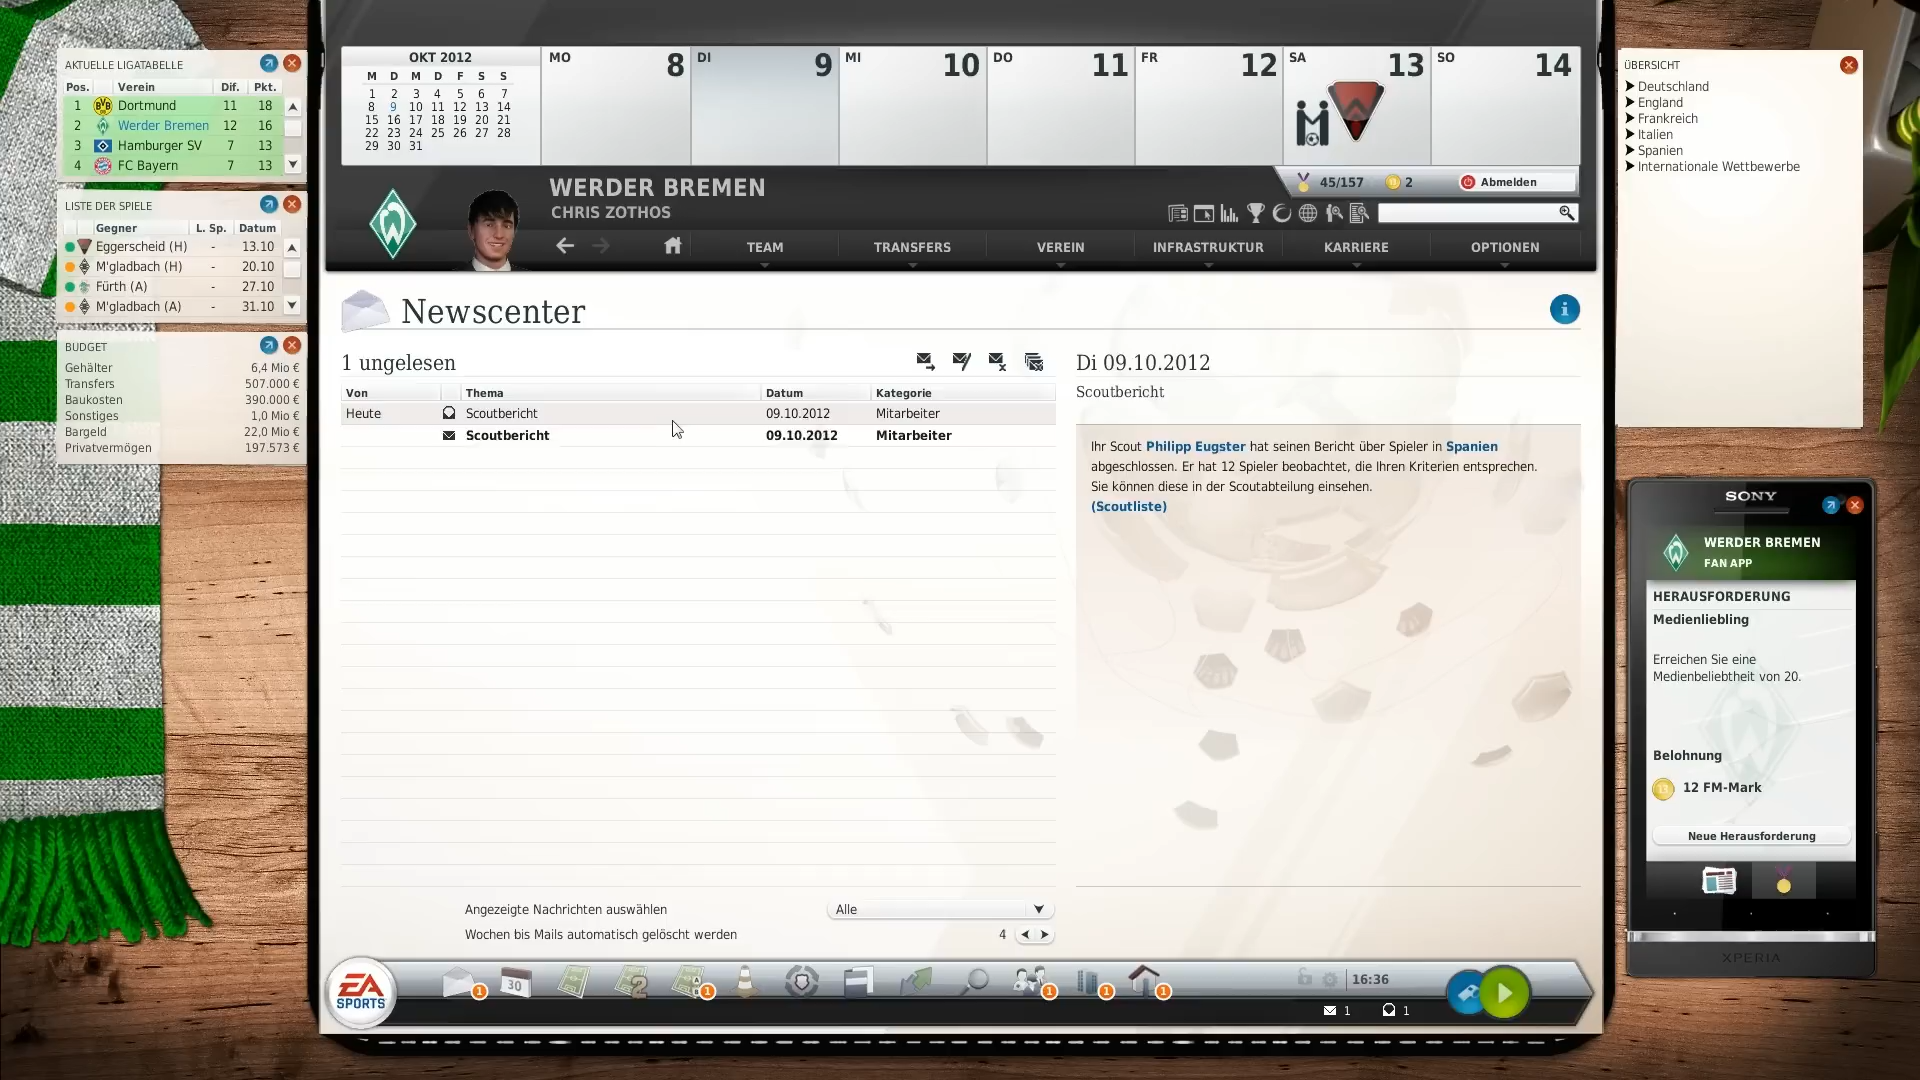 AKTUELLE LIGATABELLE
Pos. Verein Dif. Pkt.
1 Dortmund 11 18
2 Werder Bremen 12 16
3 Hamburger SV 7 13
4 FC Bayern 7 13
LISTE DER SPIELE
Gegner L. Sp. Datum
Eggerscheid (H) - 13.10
M'gladbach (H) - 20.10
Fürth (A) - 27.10
M'gladbach (A) - 31.10
BUDGET
Gehälter 6,4 Mio €
Transfers 507.000 €
Baukosten 390.000 €
Sonstiges 1,0 Mio €
Bargeld 22,0 Mio €
Privatvermögen 197.573 €
OKT 2012
M D M D F S S
1 2 3 4 5 6 7
8 9 10 11 12 13 14
15 16 17 18 19 20 21
22 23 24 25 26 27 28
29 30 31
MO 8 DI 9 MI 10 DO 11 FR 12 SA 13 SO 14
WERDER BREMEN
CHRIS ZOTHOS
45/157 2 Abmelden
TEAM TRANSFERS VEREIN INFRASTRUKTUR KARRIERE OPTIONEN
Newscenter
1 ungelesen
Von Thema Datum Kategorie
Heute Scoutbericht 09.10.2012 Mitarbeiter
Scoutbericht 09.10.2012 Mitarbeiter
Angezeigte Nachrichten auswählen Alle
Wochen bis Mails automatisch gelöscht werden 4
Di 09.10.2012
Scoutbericht
Ihr Scout Philipp Eugster hat seinen Bericht über Spieler in Spanien
abgeschlossen. Er hat 12 Spieler beobachtet, die Ihren Kriterien entsprechen.
Sie können diese in der Scoutabteilung einsehen.
(Scoutliste)
EA
SPORTS
1 30 2 A B 1 1 1 1
16:36
1 1
ÜBERSICHT
Deutschland
England
Frankreich
Italien
Spanien
Internationale Wettbewerbe
SONY
WERDER BREMEN
FAN APP
HERAUSFORDERUNG
Medienliebling
Erreichen Sie eine
Medienbeliebtheit von 20.
Belohnung
12 FM-Mark
Neue Herausforderung
XPERIA